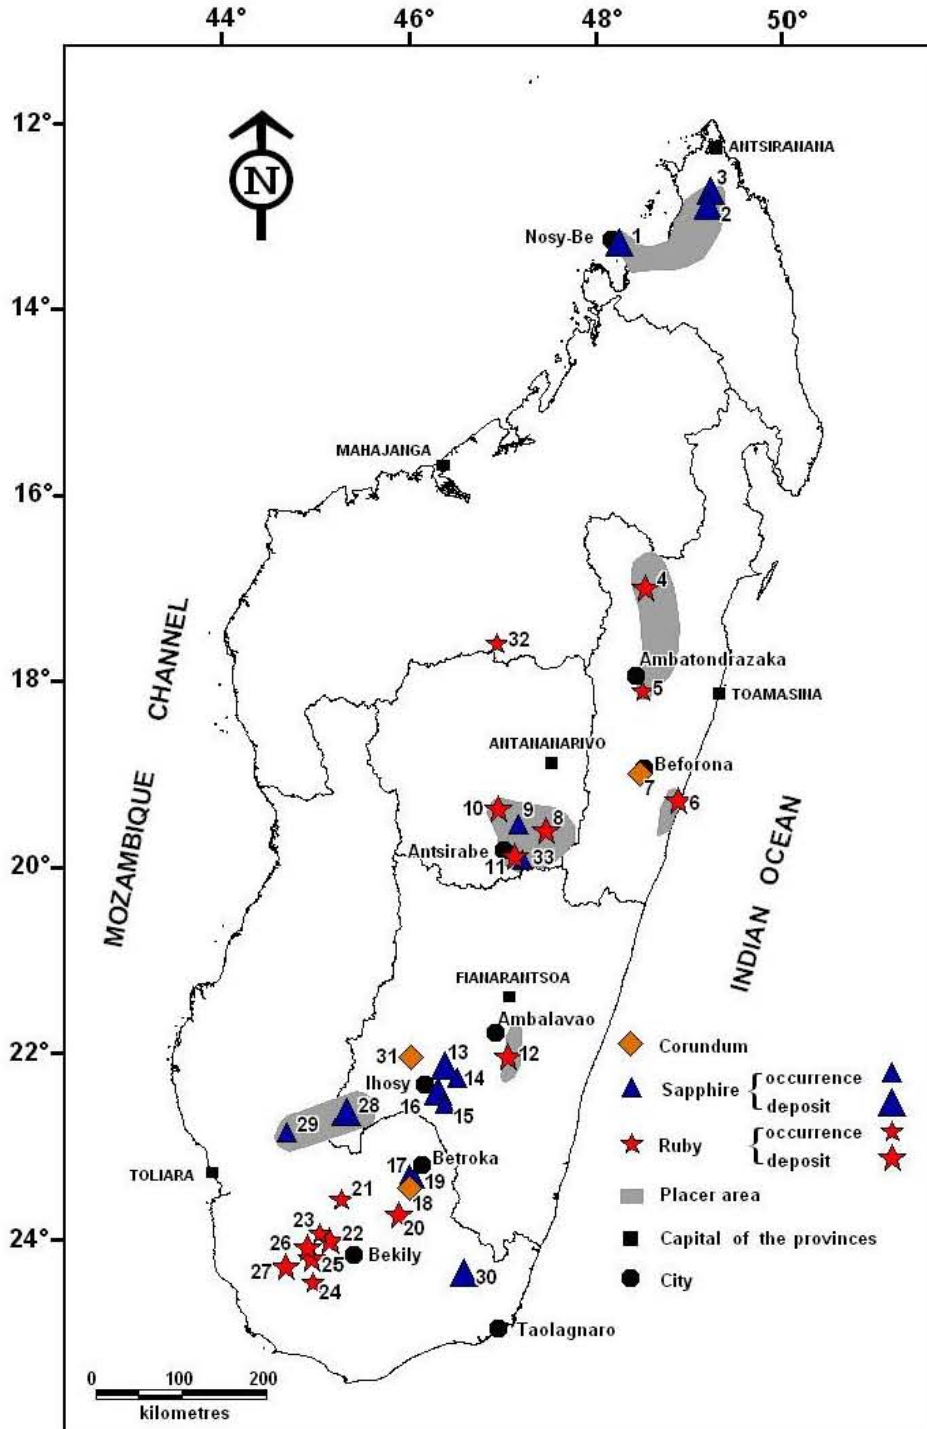 44° 46° 48° 50°
12°
14°
16°
18°
20°
22°
24°
N
ANTSIRANANA
3
2
Nosy-Be 1
MAHAJANGA
4
32
Ambatondrazaka
5
TOAMASINA
MOZAMBIQUE CHANNEL
ANTANANARIVO
Beforona
7
10 9 8 6
Antsirabe
11 33
INDIAN OCEAN
FIANARANTSOA
Ambalavao
31 13 12
Ihosy 14
16 15
28
29
Betroka
17
19
18
TOLIARA
21
20
23
22
26
25
Bekily
27
24
30
Taolagnaro
Corundum
Sapphire { occurrence
deposit
Ruby { occurrence
deposit
Placer area
Capital of the provinces
City
0 100 200
kilometres